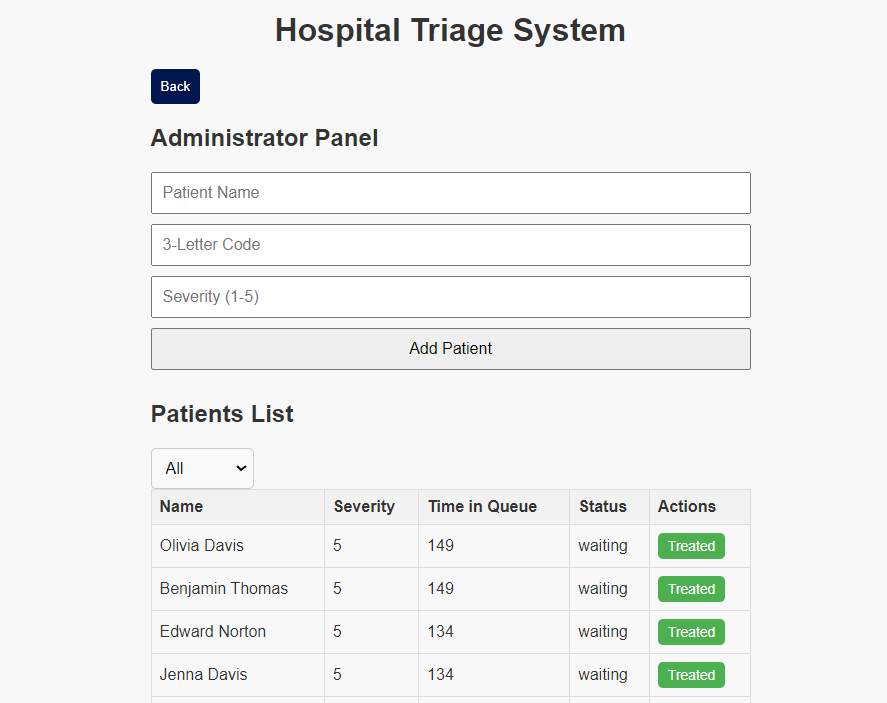 Hospital Triage System
Back
Administrator Panel
Patient Name
3-Letter Code
Severity (1-5)
Add Patient
Patients List
All
Name Severity Time in Queue Status Actions
Olivia Davis 5 149 waiting Treated
Benjamin Thomas 5 149 waiting Treated
Edward Norton 5 134 waiting Treated
Jenna Davis 5 134 waiting Treated